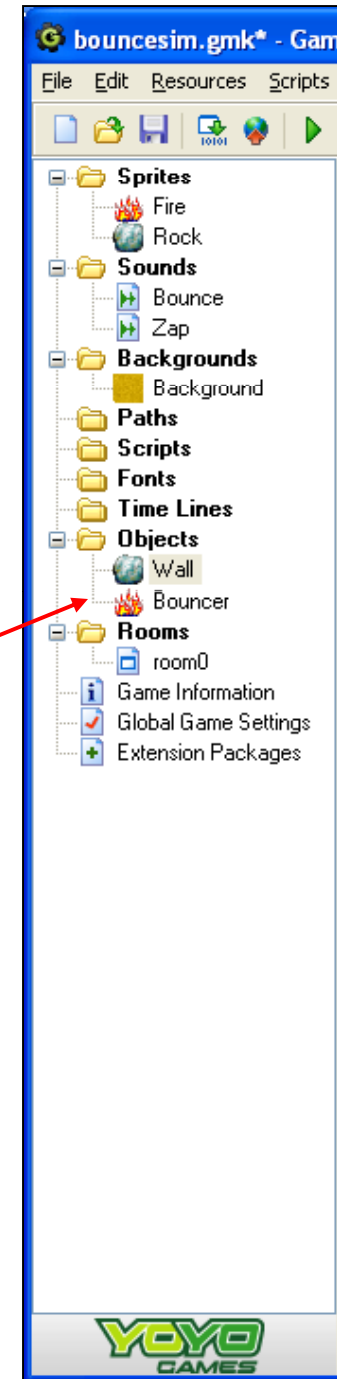 bouncesim.gmk* - Gam
File Edit Resources Scripts
Sprites
Fire
Rock
Sounds
Bounce
Zap
Backgrounds
Background
Paths
Scripts
Fonts
Time Lines
Objects
Wall
Bouncer
Rooms
room0
Game Information
Global Game Settings
Extension Packages
YOYO
GAMES